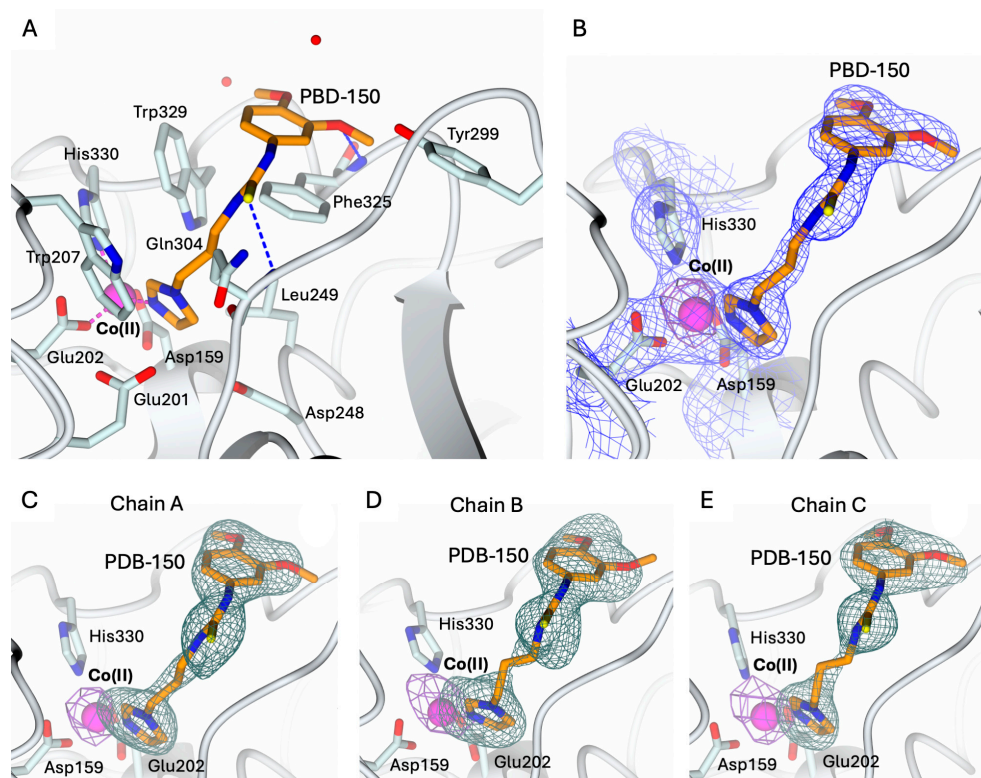 A
PBD-150
Trp329
Tyr299
His330
Phe325
Gln304
Trp207
Leu249
Co(II)
Glu202
Asp159
Glu201
Asp248
B
PBD-150
His330
Co(II)
Glu202
Asp159
C
Chain A
PDB-150
His330
Co(II)
Asp159
Glu202
D
Chain B
PDB-150
His330
Co(II)
Asp159
Glu202
E
Chain C
PDB-150
His330
Co(II)
Asp159
Glu202